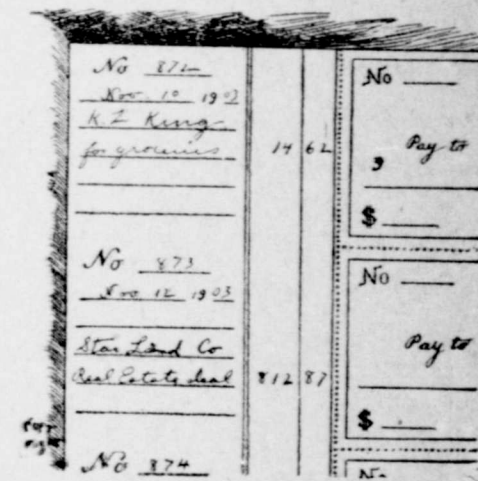 No 872
Nov. 10 1903
K. Z King
for groceries 14 62
No 873
Nov 12 1903
Star Land Co
Real Estate deal 812 87
No 874
No
Pay to
$
No
Pay to
$
No